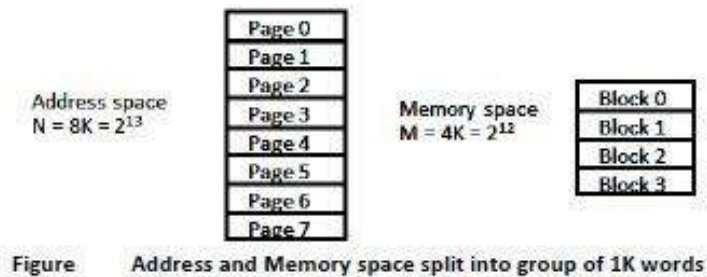 Page 0
Page 1
Page 2
Page 3
Page 4
Page 5
Page 6
Page 7
Address space
N = 8K = 2¹³
Memory space
M = 4K = 2¹²
Block 0
Block 1
Block 2
Block 3
Figure Address and Memory space split into group of 1K words